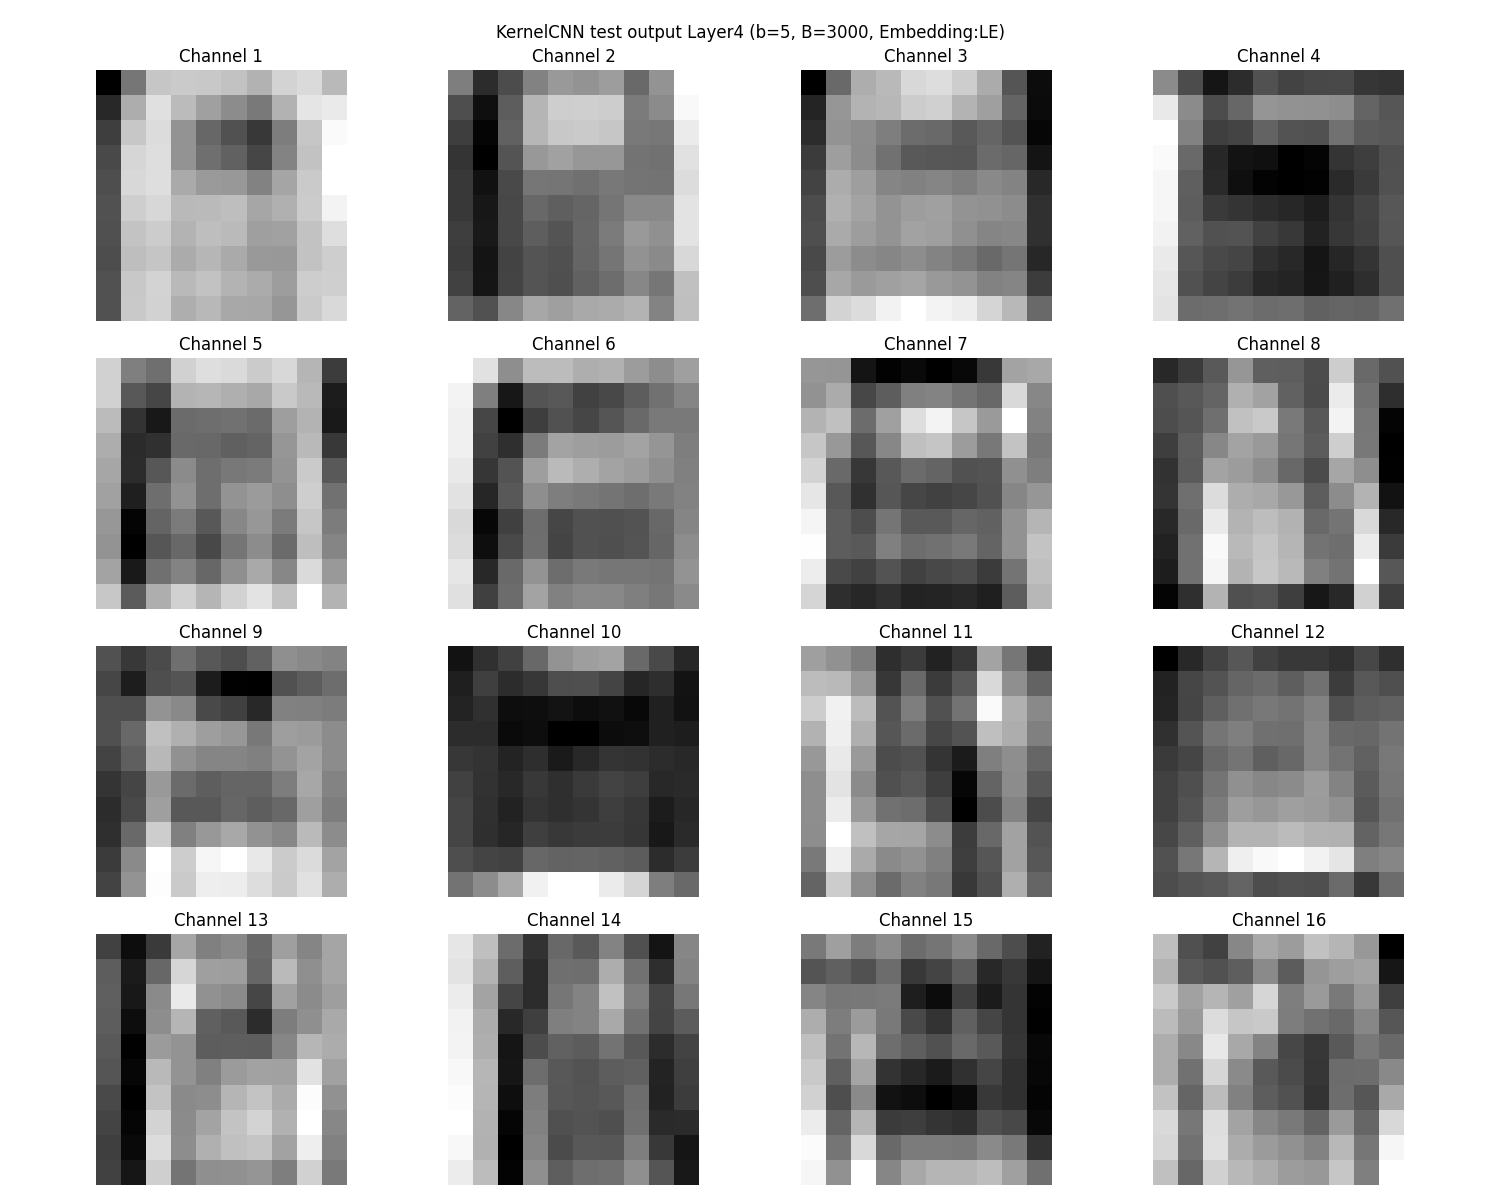 KernelCNN test output Layer4 (b=5, B=3000, Embedding:LE)
Channel 1
Channel 2
Channel 3
Channel 4
Channel 5
Channel 6
Channel 7
Channel 8
Channel 9
Channel 10
Channel 11
Channel 12
Channel 13
Channel 14
Channel 15
Channel 16